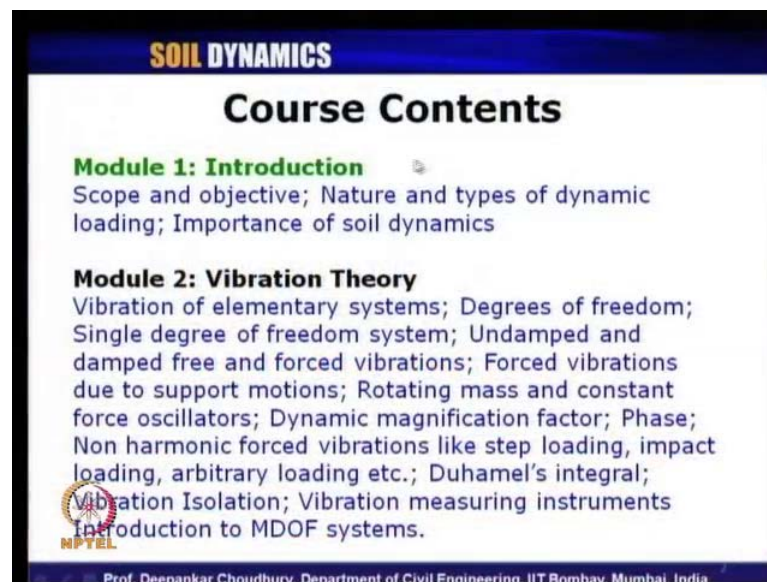 SOIL DYNAMICS
Course Contents
Module 1: Introduction
Scope and objective; Nature and types of dynamic
loading; Importance of soil dynamics
Module 2: Vibration Theory
Vibration of elementary systems; Degrees of freedom;
Single degree of freedom system; Undamped and
damped free and forced vibrations; Forced vibrations
due to support motions; Rotating mass and constant
force oscillators; Dynamic magnification factor; Phase;
Non harmonic forced vibrations like step loading, impact
loading, arbitrary loading etc.; Duhamel's integral;
Vibration Isolation; Vibration measuring instruments
Introduction to MDOF systems.
NPTEL
Prof. Deepankar Choudhury, Department of Civil Engineering, IIT Bombay, Mumbai, India